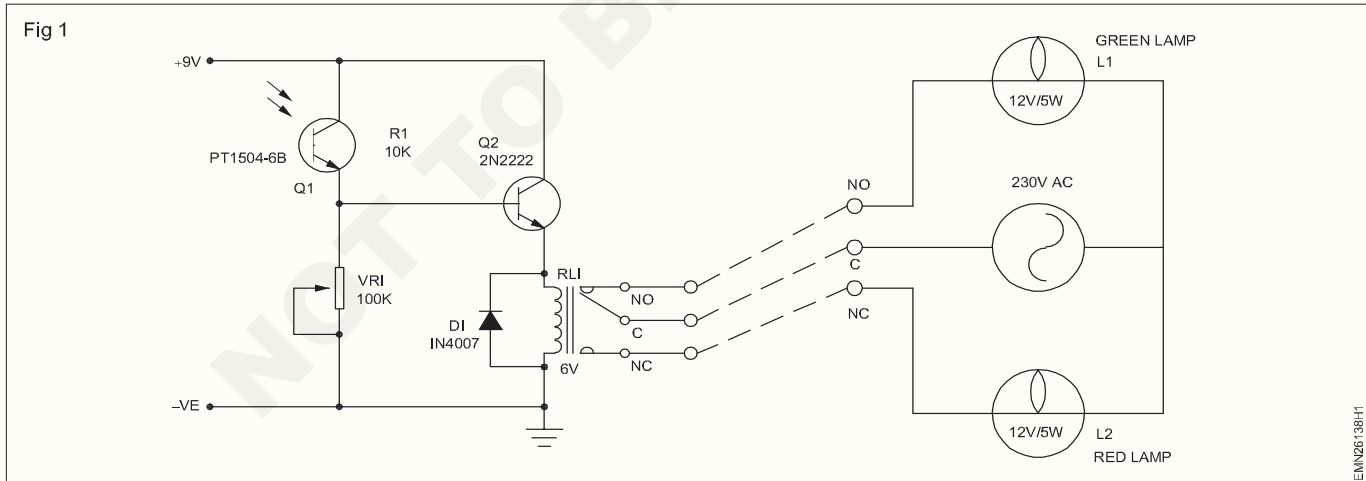 Fig 1
+9V
PT1504-6B
Q1
R1
10K
Q2
2N2222
VRI
100K
–VE
DI
IN4007
RLI
6V
NO
C
NC
NO
C
NC
GREEN LAMP
L1
12V/5W
230V AC
12V/5W
L2
RED LAMP
EMN26138H1
NOT TO B